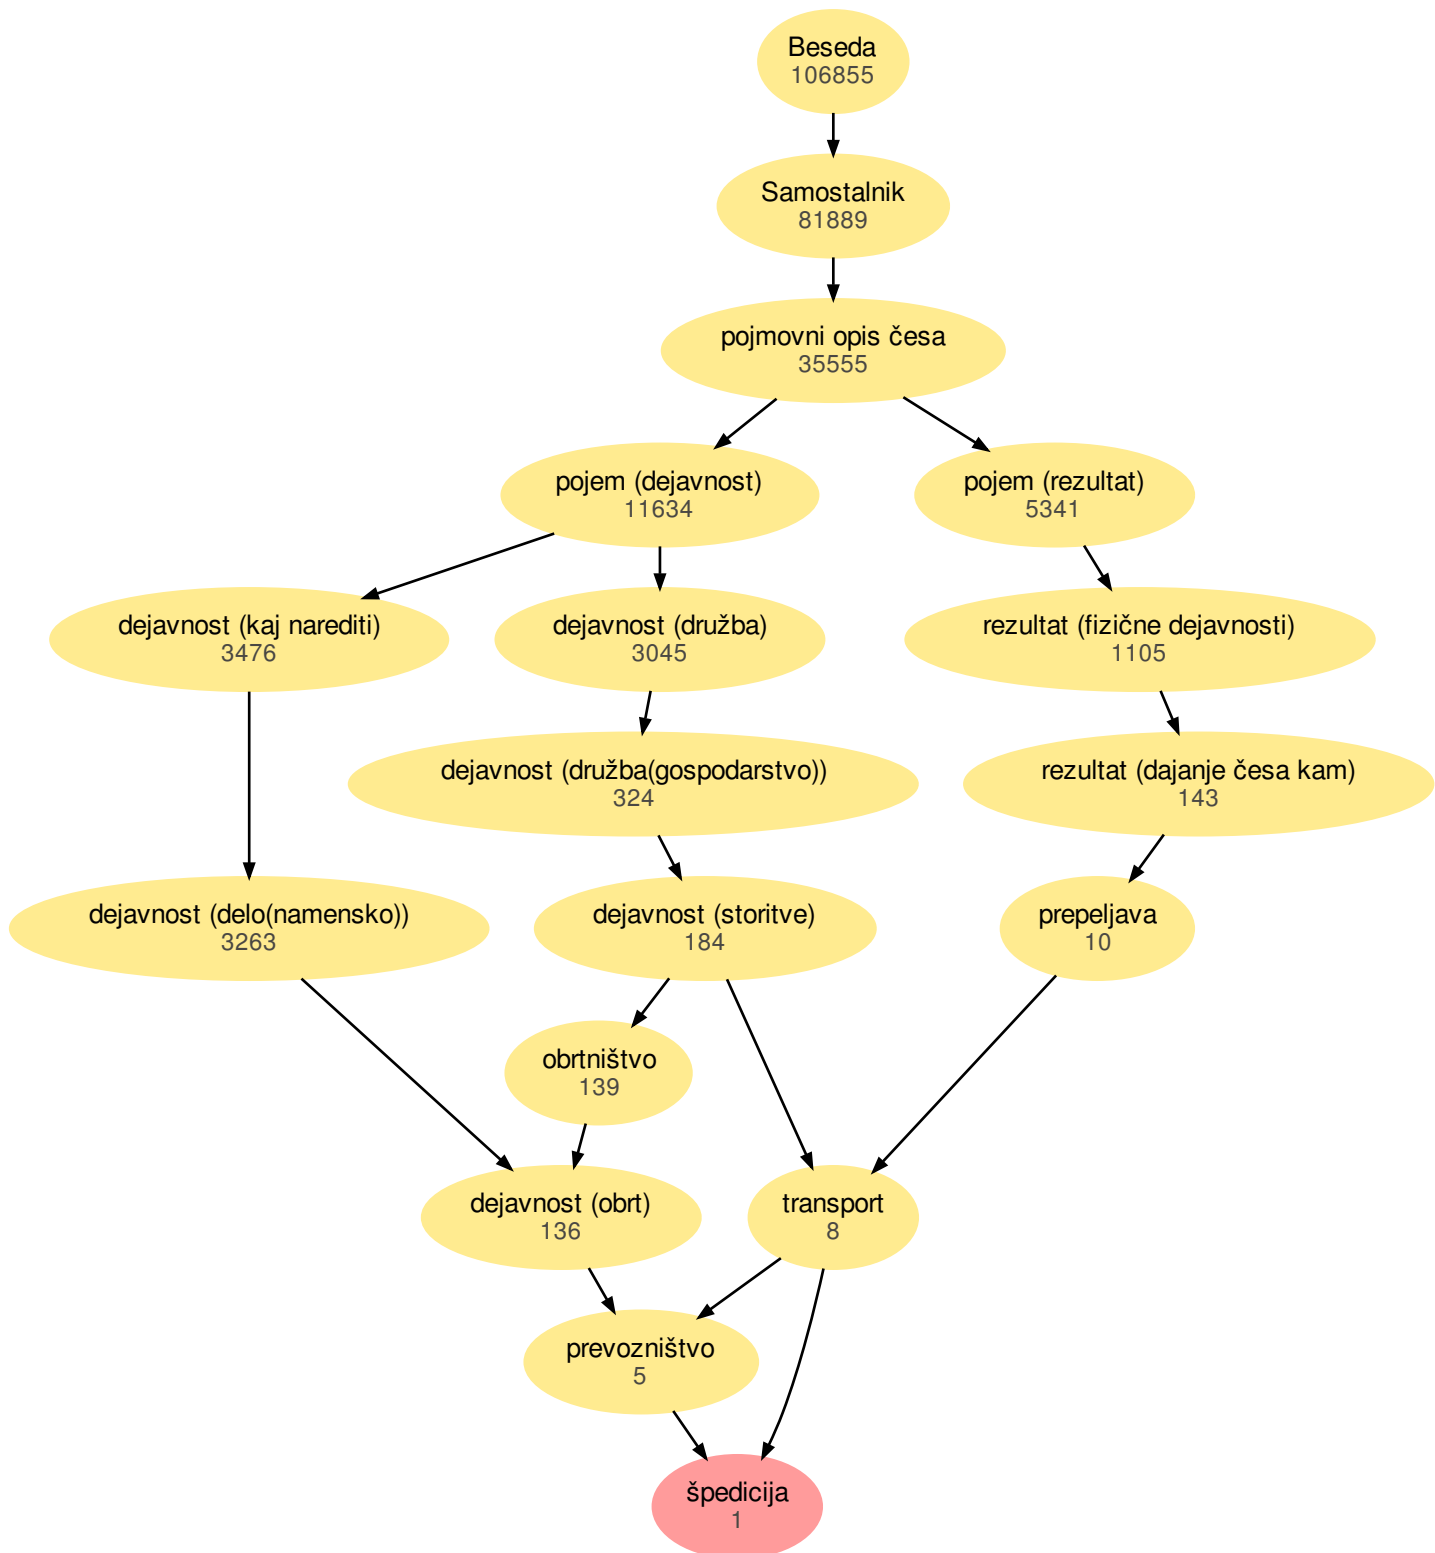 Beseda
106855
Samostalnik
81889
pojmovni opis česa
35555
pojem (dejavnost)
11634
pojem (rezultat)
5341
dejavnost (kaj narediti)
3476
dejavnost (družba)
3045
rezultat (fizične dejavnosti)
1105
dejavnost (družba(gospodarstvo))
324
rezultat (dajanje česa kam)
143
dejavnost (delo(namensko))
3263
dejavnost (storitve)
184
prepeljava
10
obrtništvo
139
dejavnost (obrt)
136
transport
8
prevozništvo
5
špedicija
1